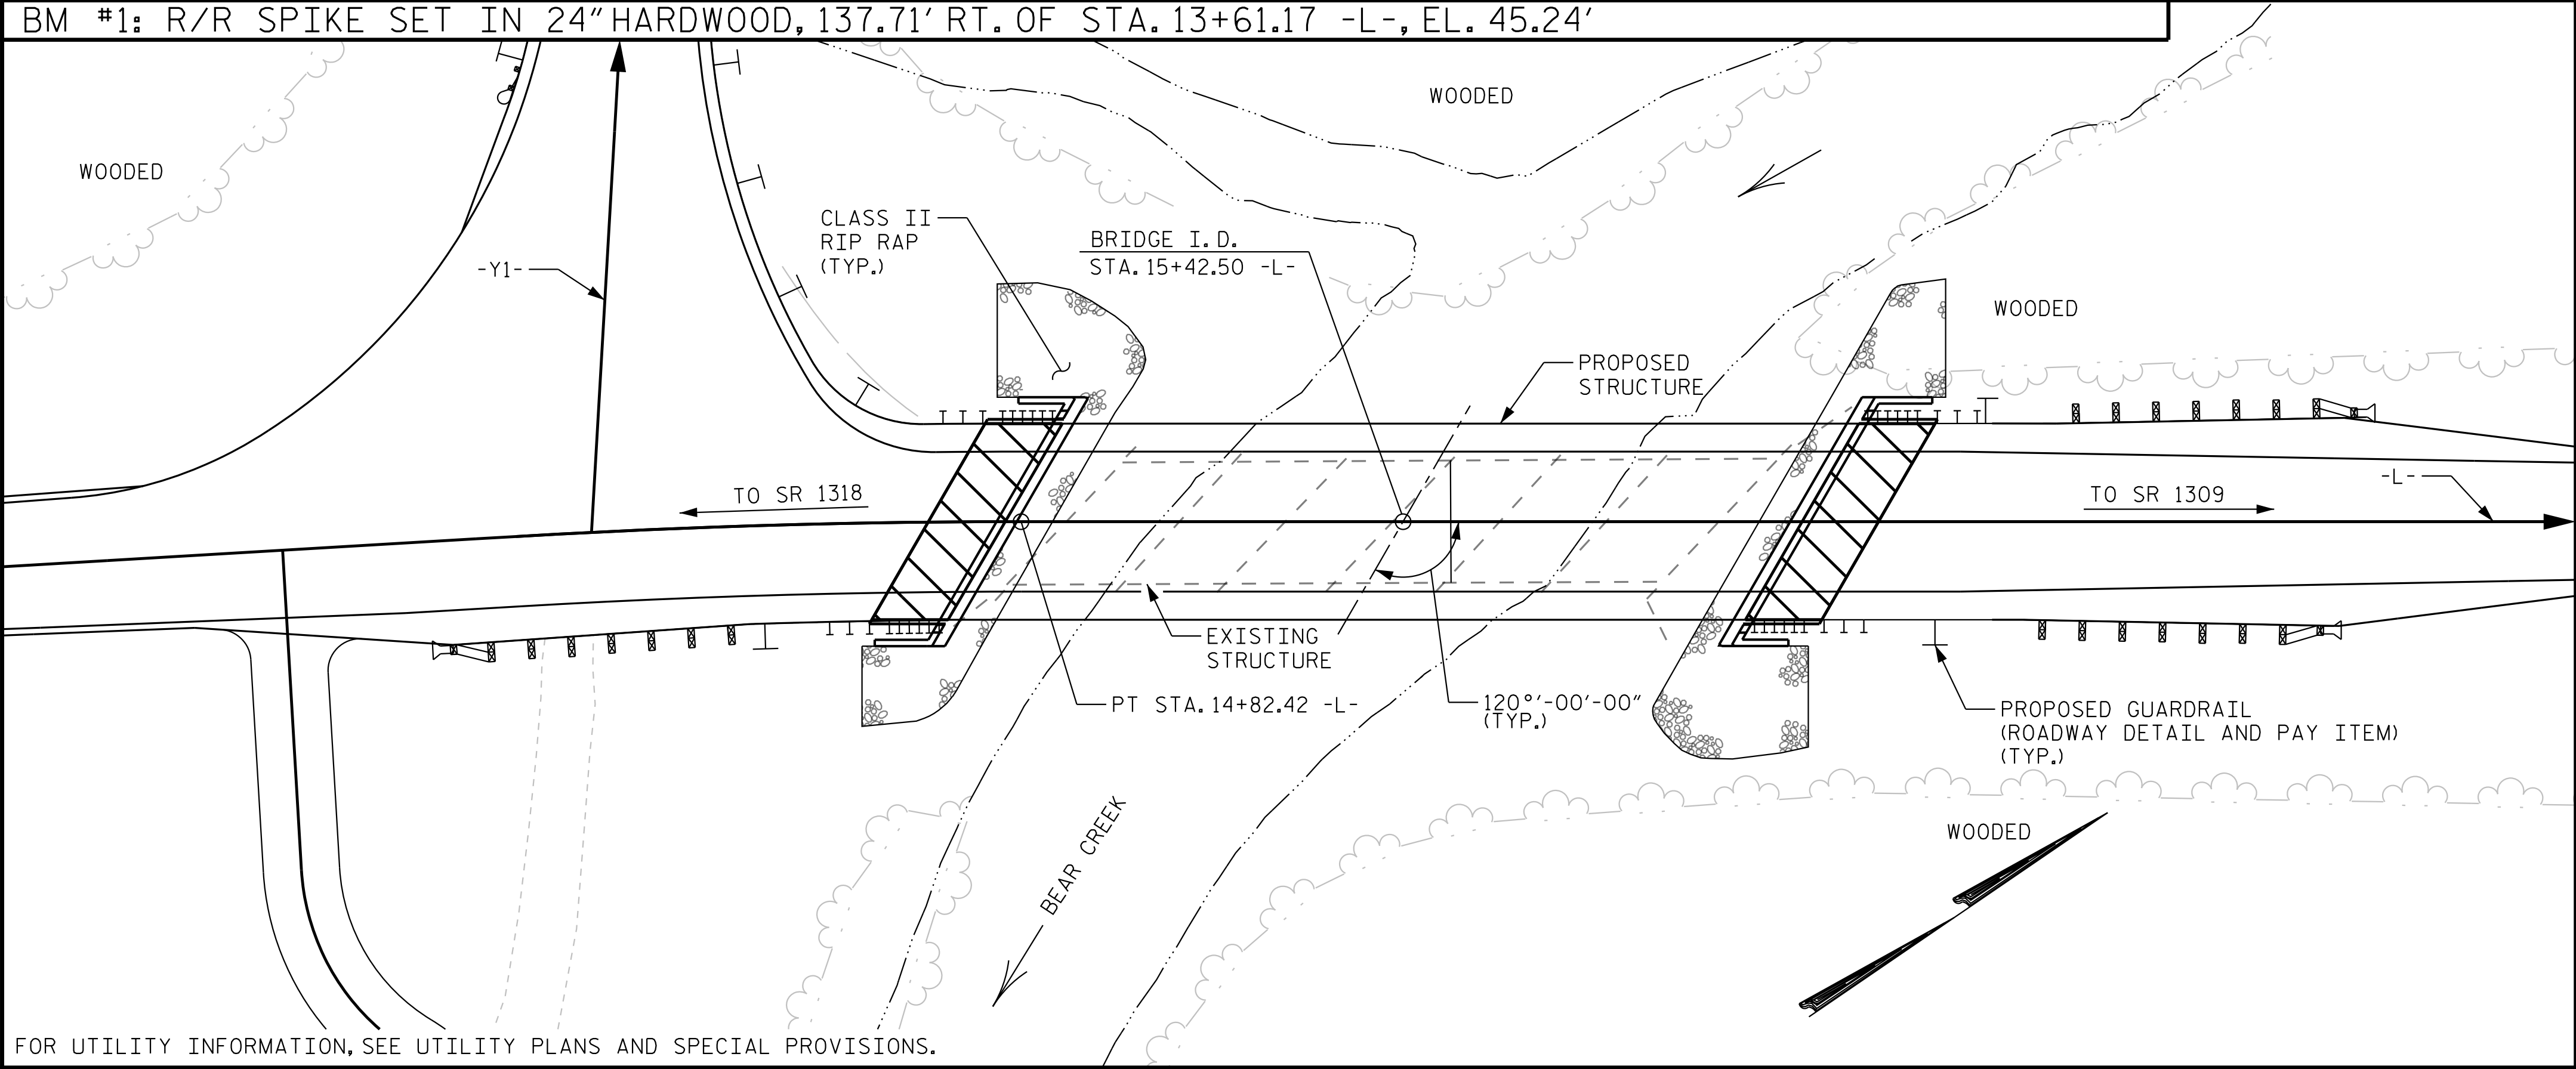 BM #1: R/R SPIKE SET IN 24" HARDWOOD, 137.71' RT. OF STA. 13+61.17 -L-, EL. 45.24'
WOODED
WOODED
CLASS II
RIP RAP
(TYP.)
BRIDGE I.D.
STA. 15+42.50 -L-
-Y1-
WOODED
PROPOSED
STRUCTURE
TO SR 1318
TO SR 1309
-L-
EXISTING
STRUCTURE
PT STA. 14+82.42 -L-
120°'-00'-00"
(TYP.)
PROPOSED GUARDRAIL
(ROADWAY DETAIL AND PAY ITEM)
(TYP.)
BEAR CREEK
WOODED
FOR UTILITY INFORMATION, SEE UTILITY PLANS AND SPECIAL PROVISIONS.